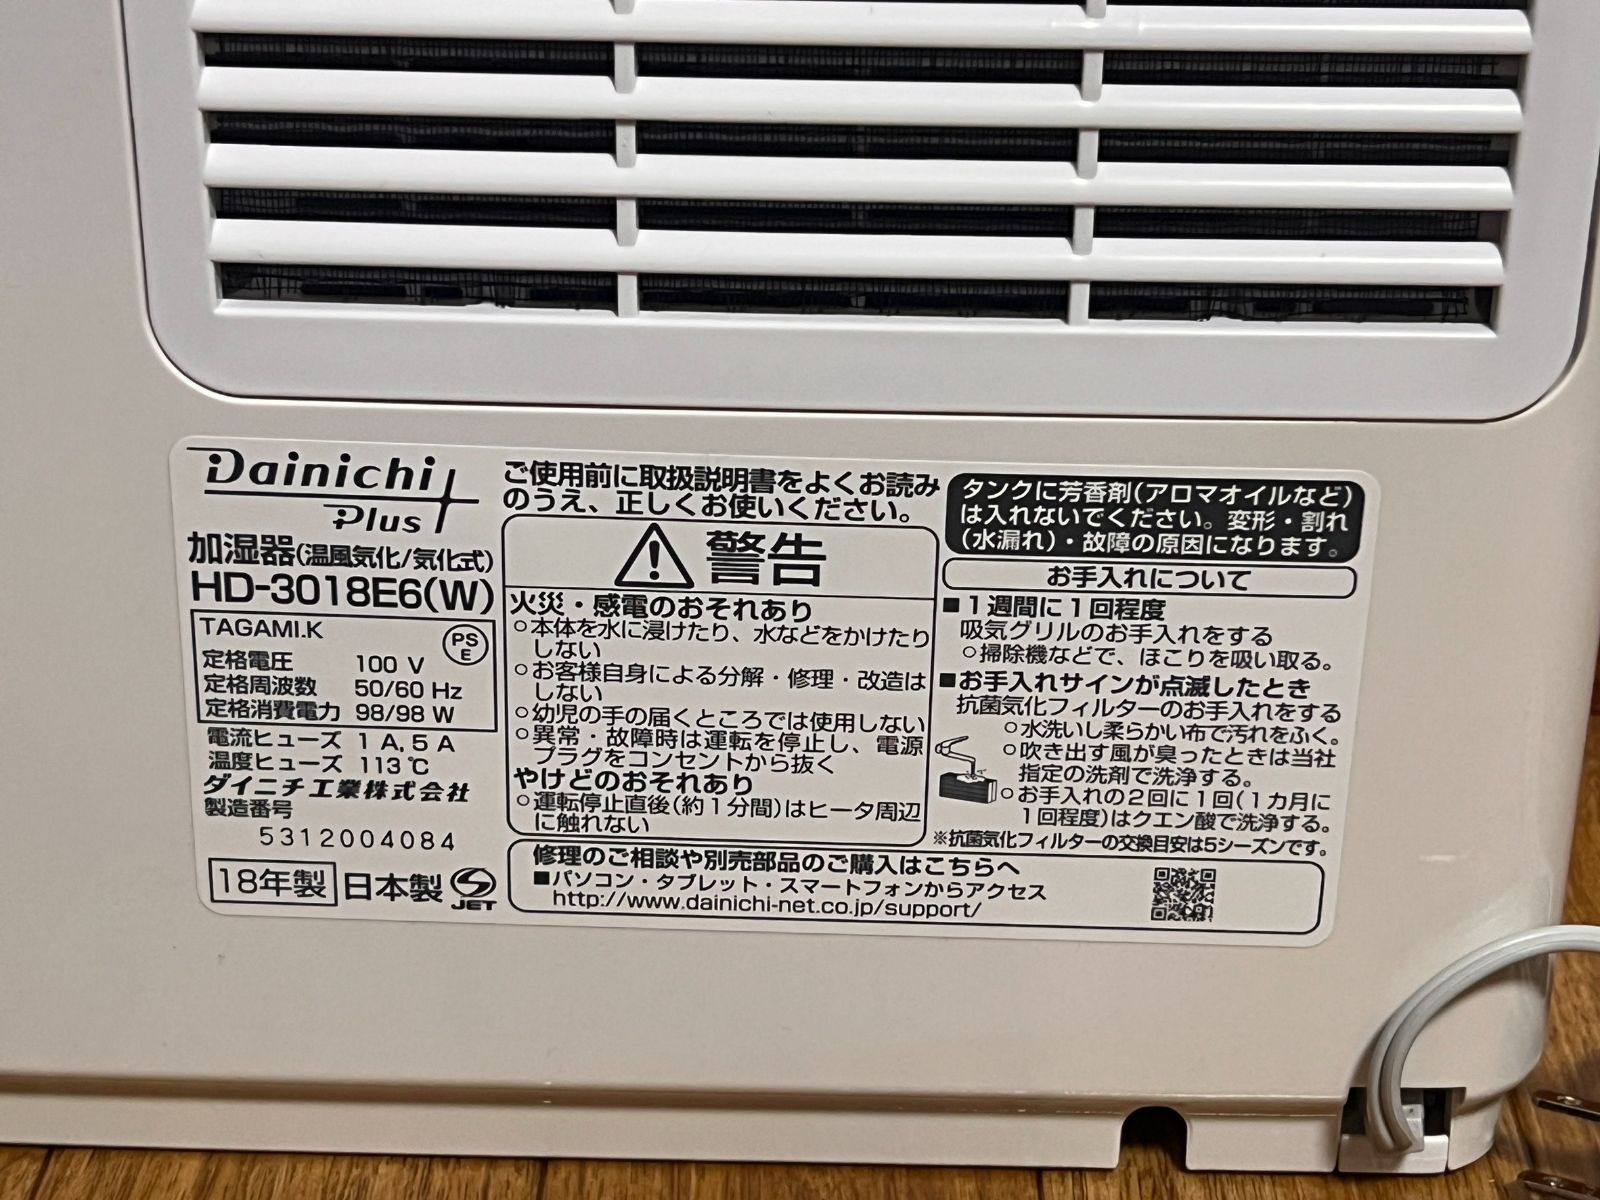 Dainichi
Plus
加湿器(温風気化/気化式)
HD-3018E6(W)
TAGAMI.K
PS
E
定格電圧 100 V
定格周波数 50/60 Hz
定格消費電力 98/98 W
電流ヒューズ 1 A, 5 A
温度ヒューズ 113℃
ダイニチ工業株式会社
製造番号
5312004084
18年製 日本製
JET
ご使用前に取扱説明書をよくお読み
のうえ、正しくお使いください。
警告
火災・感電のおそれあり
○本体を水に浸けたり、水などをかけたり
しない
○お客様自身による分解・修理・改造は
しない
○幼児の手の届くところでは使用しない
○異常・故障時は運転を停止し、電源
プラグをコンセントから抜く
やけどのおそれあり
○運転停止直後(約1分間)はヒータ周辺
に触れない
タンクに芳香剤(アロマオイルなど)
は入れないでください。変形・割れ
(水漏れ)・故障の原因になります。
お手入れについて
■1週間に1回程度
吸気グリルのお手入れをする
○掃除機などで、ほこりを吸い取る。
■お手入れサインが点滅したとき
抗菌気化フィルターのお手入れをする
○水洗いし柔らかい布で汚れをふく。
○吹き出す風が臭ったときは当社
指定の洗剤で洗浄する。
○お手入れの2回に1回(1カ月に
1回程度)はクエン酸で洗浄する。
※抗菌気化フィルターの交換目安は5シーズンです。
修理のご相談や別売部品のご購入はこちらへ
■パソコン・タブレット・スマートフォンからアクセス
http://www.dainichi-net.co.jp/support/